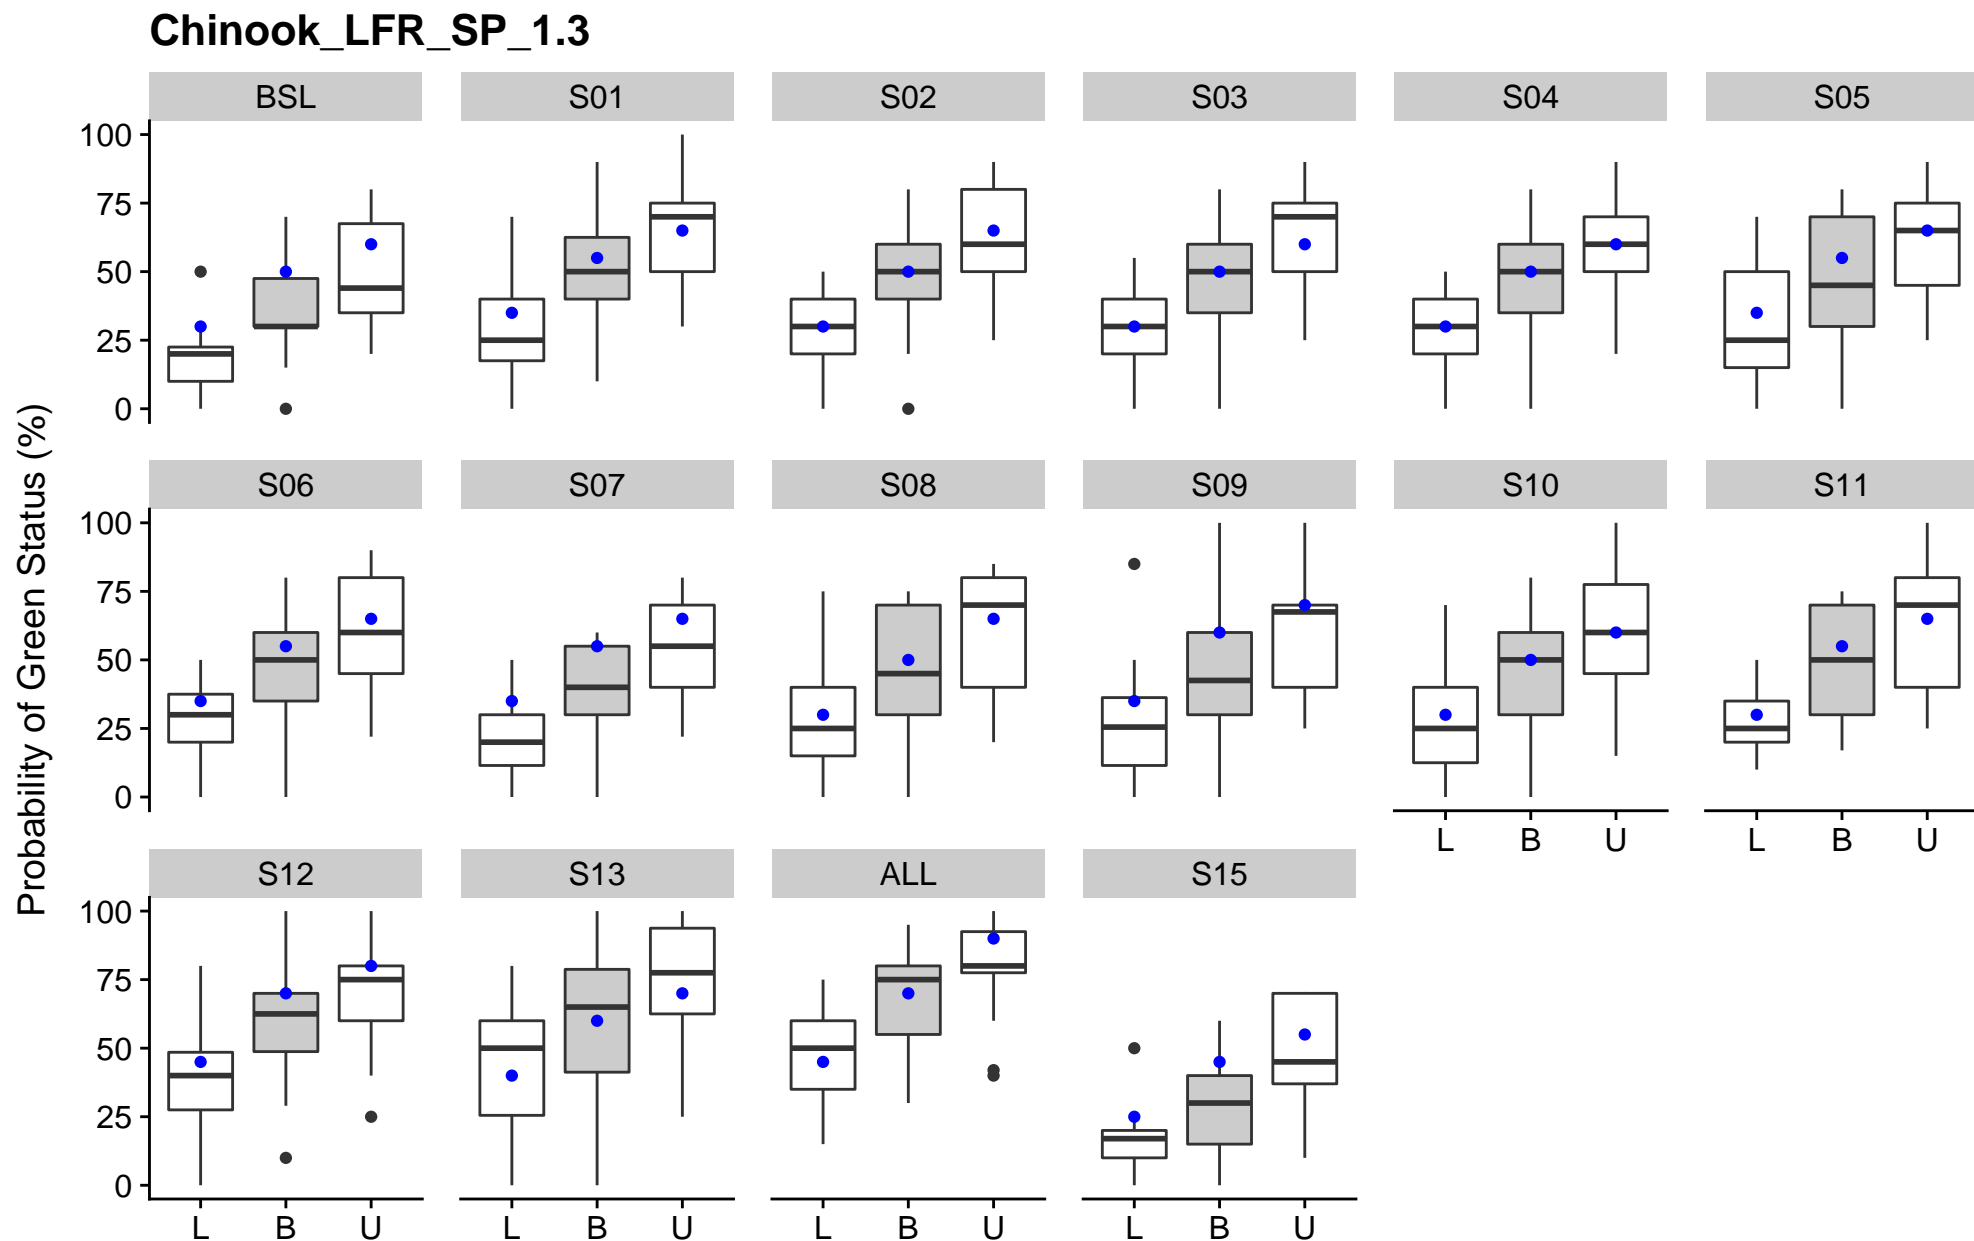 Chinook_LFR_SP_1.3
BSL S01 S02 S03 S04 S05
100
75
50
25
0
S06 S07 S08 S09 S10 S11
100
75
50
25
0
L B U L B U
S12 S13 ALL S15
100
75
50
25
0
L B U L B U L B U L B U
Probability of Green Status (%)